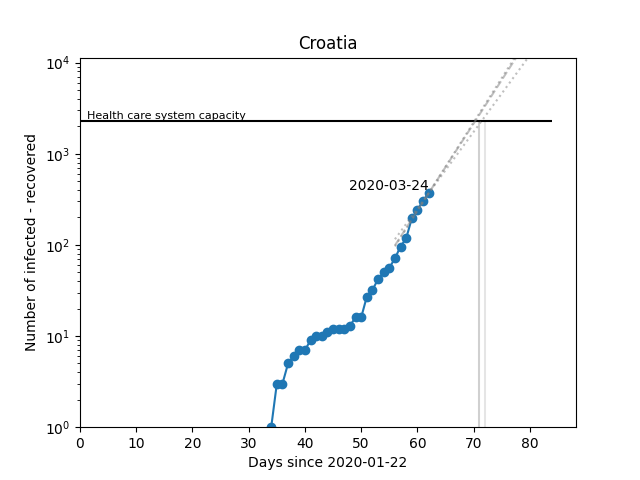 Croatia
10⁴
Health care system capacity
10³
2020-03-24
10²
10¹
10⁰
Number of infected - recovered
0 10 20 30 40 50 60 70 80
Days since 2020-01-22